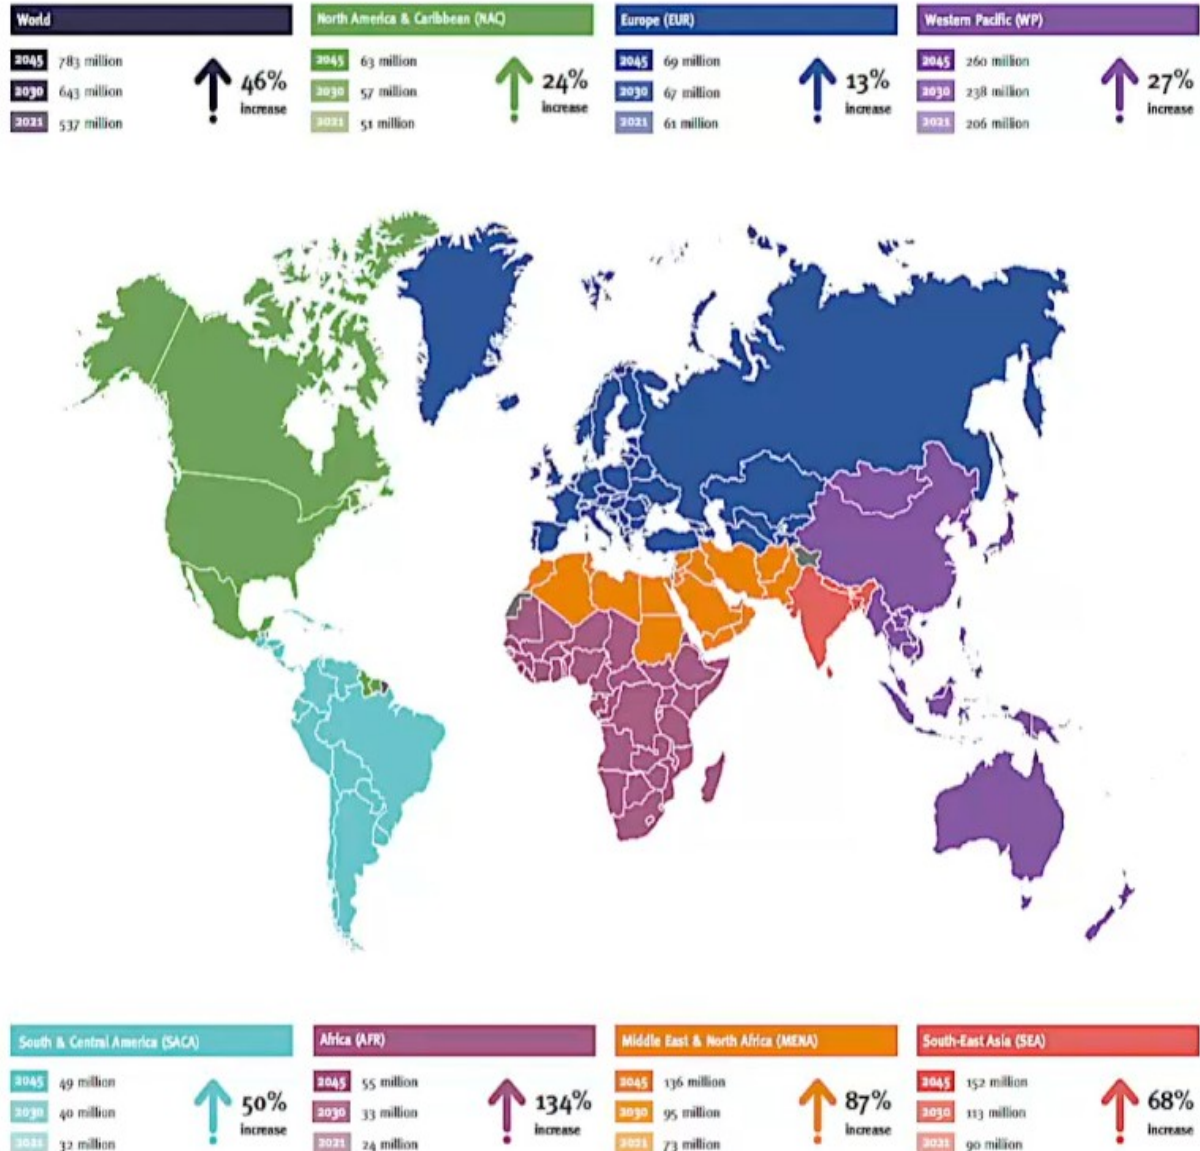 World
2045 783 million
2030 643 million
2021 537 million
46%
increase
North America & Caribbean (NAC)
2045 63 million
2030 57 million
2021 51 million
24%
increase
Europe (EUR)
2045 69 million
2030 67 million
2021 61 million
13%
increase
Western Pacific (WP)
2045 260 million
2030 238 million
2021 206 million
27%
increase
South & Central America (SACA)
2045 49 million
2030 40 million
2021 32 million
50%
increase
Africa (AFR)
2045 55 million
2030 33 million
2021 24 million
134%
increase
Middle East & North Africa (MENA)
2045 136 million
2030 95 million
2021 73 million
87%
increase
South-East Asia (SEA)
2045 152 million
2030 113 million
2021 90 million
68%
increase